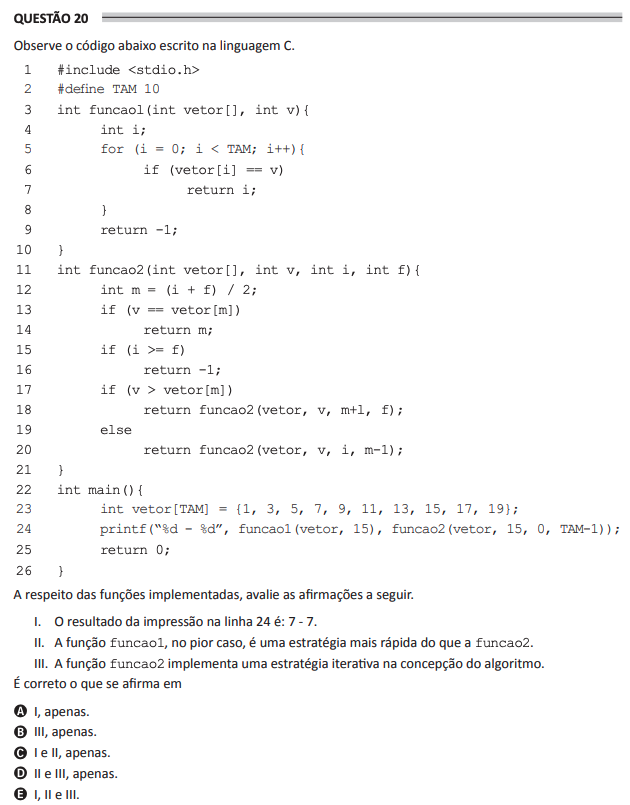 QUESTÃO 20
Observe o código abaixo escrito na linguagem C.
1 #include <stdio.h>
2 #define TAM 10
3 int funcao1(int vetor[], int v){
4 int i;
5 for (i = 0; i < TAM; i++){
6 if (vetor[i] == v)
7 return i;
8 }
9 return -1;
10 }
11 int funcao2(int vetor[], int v, int i, int f){
12 int m = (i + f) / 2;
13 if (v == vetor[m])
14 return m;
15 if (i >= f)
16 return -1;
17 if (v > vetor[m])
18 return funcao2(vetor, v, m+1, f);
19 else
20 return funcao2(vetor, v, i, m-1);
21 }
22 int main(){
23 int vetor[TAM] = {1, 3, 5, 7, 9, 11, 13, 15, 17, 19};
24 printf(“%d - %d”, funcao1(vetor, 15), funcao2(vetor, 15, 0, TAM-1));
25 return 0;
26 }
A respeito das funções implementadas, avalie as afirmações a seguir.
I. O resultado da impressão na linha 24 é: 7 - 7.
II. A função funcao1, no pior caso, é uma estratégia mais rápida do que a funcao2.
III. A função funcao2 implementa uma estratégia iterativa na concepção do algoritmo.
É correto o que se afirma em
A I, apenas.
B III, apenas.
C I e II, apenas.
D II e III, apenas.
E I, II e III.